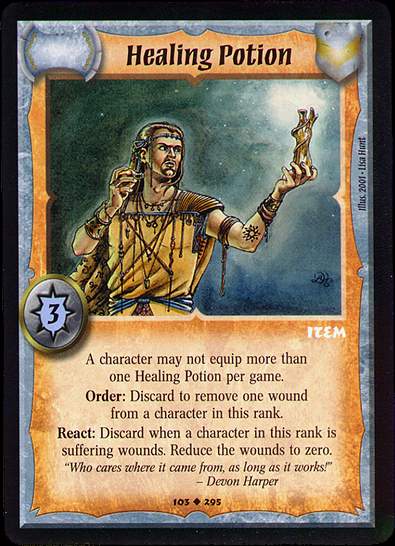 Healing Potion
Illus. 2001 • Lisa Hunt
3
ITEM
A character may not equip more than
one Healing Potion per game.
Order: Discard to remove one wound
from a character in this rank.
React: Discard when a character in this rank is
suffering wounds. Reduce the wounds to zero.
"Who cares where it came from, as long as it works!"
– Devon Harper
103 ◆ 295